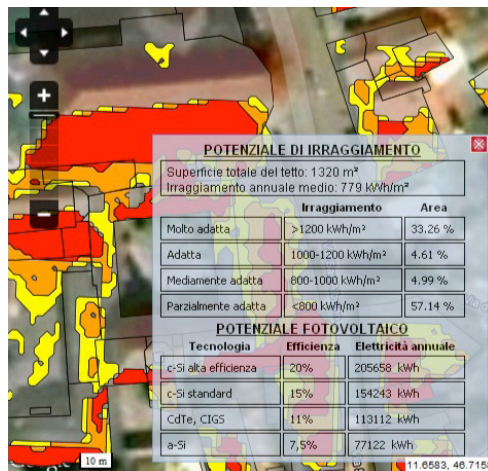 POTENZIALE DI IRRAGGIAMENTO
Superficie totale del tetto: 1320 m²
Irraggiamento annuale medio: 779 kWh/m²
Irraggiamento Area
Molto adatta >1200 kWh/m² 33.26 %
Adatta 1000-1200 kWh/m² 4.61 %
Mediamente adatta 800-1000 kWh/m² 4.99 %
Parzialmente adatta <800 kWh/m² 57.14 %
POTENZIALE FOTOVOLTAICO
Tecnologia Efficienza Elettricità annuale
c-Si alta efficienza 20% 205658 kWh
c-Si standard 15% 154243 kWh
CdTe, CIGS 11% 113112 kWh
a-Si 7,5% 77122 kWh
10 m
11.6583, 46.715